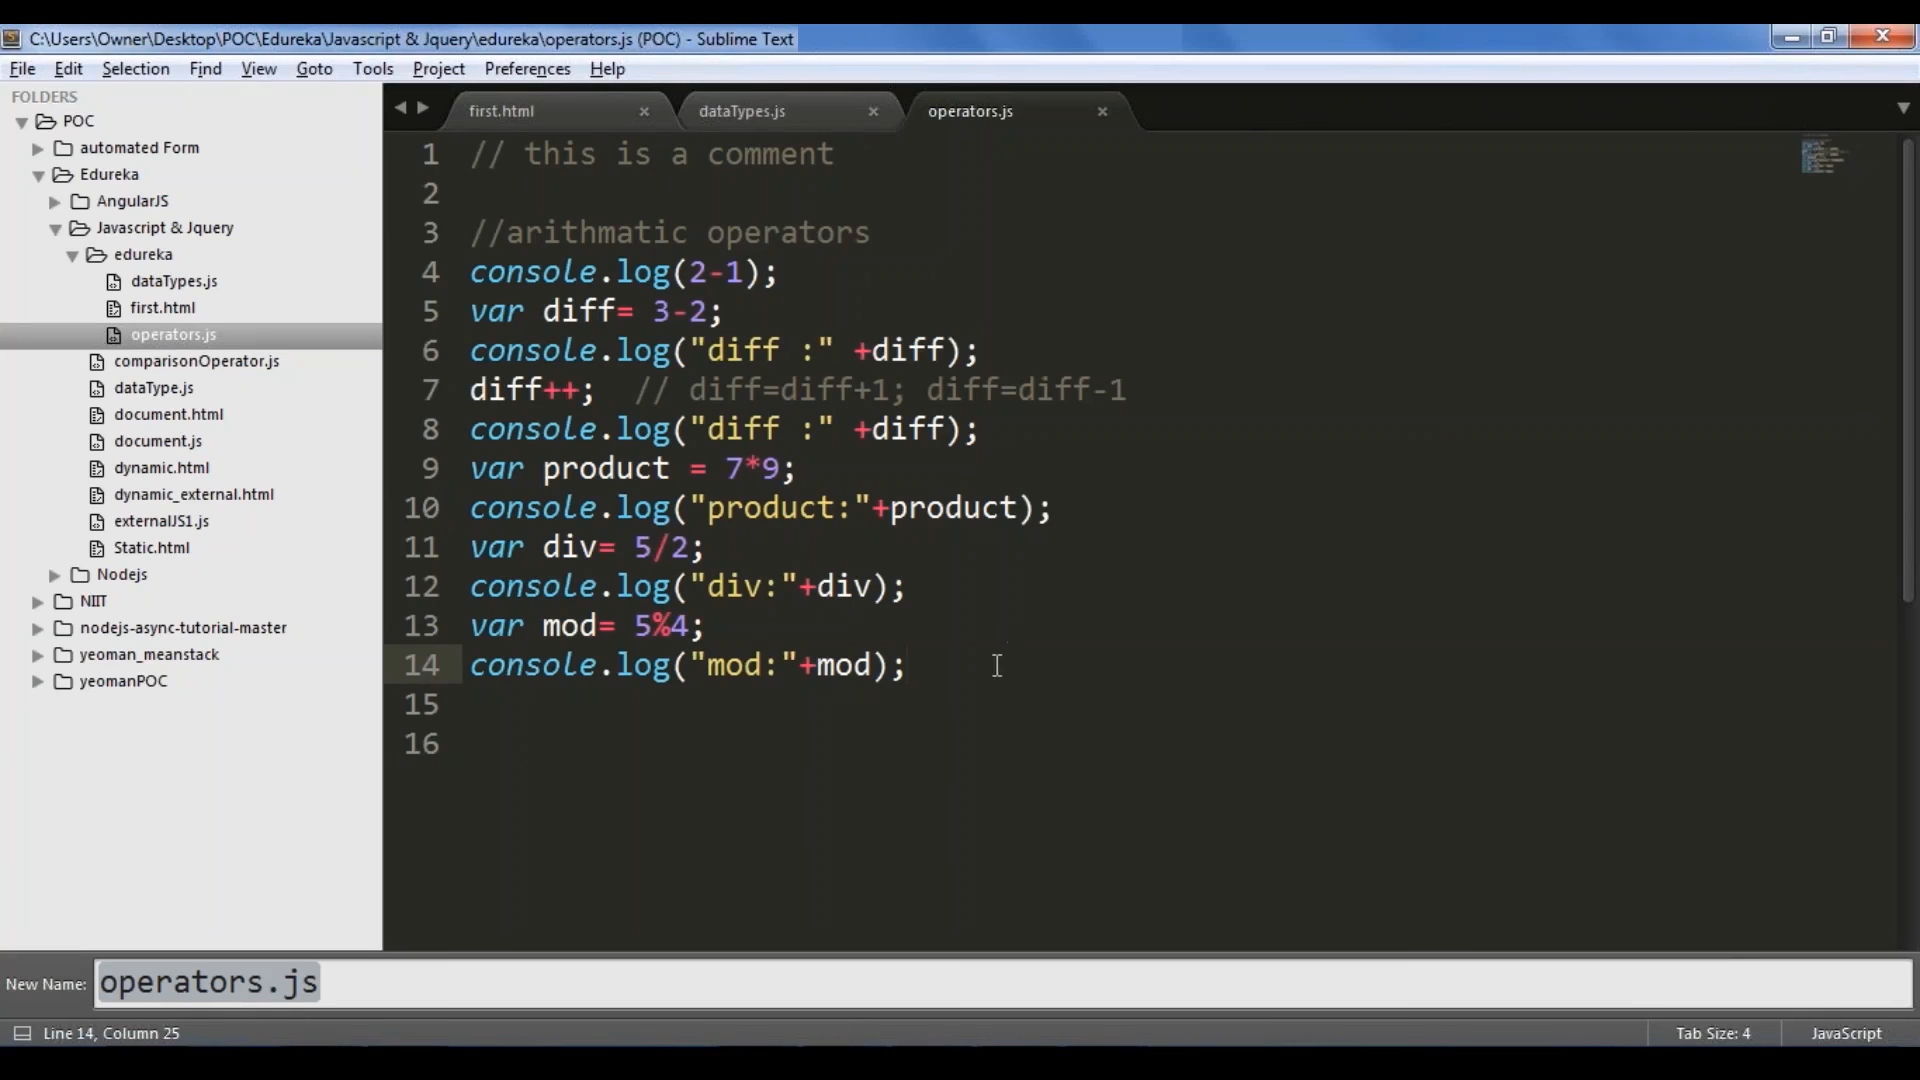 C:\Users\Owner\Desktop\POC\Edureka\Javascript & Jquery\edureka\operators.js (POC) - Sublime Text
File Edit Selection Find View Goto Tools Project Preferences Help
FOLDERS
POC
automated Form
Edureka
AngularJS
Javascript & Jquery
edureka
dataTypes.js
first.html
operators.js
comparisonOperator.js
dataType.js
document.html
document.js
dynamic.html
dynamic_external.html
externalJS1.js
Static.html
Nodejs
NIIT
nodejs-async-tutorial-master
yeoman_meanstack
yeomanPOC
first.html dataTypes.js operators.js
1 // this is a comment
2
3 //arithmatic operators
4 console.log(2-1);
5 var diff= 3-2;
6 console.log("diff :" +diff);
7 diff++;  // diff=diff+1; diff=diff-1
8 console.log("diff :" +diff);
9 var product = 7*9;
10 console.log("product:"+product);
11 var div= 5/2;
12 console.log("div:"+div);
13 var mod= 5%4;
14 console.log("mod:"+mod);
15
16
New Name: operators.js
Line 14, Column 25 Tab Size: 4 JavaScript